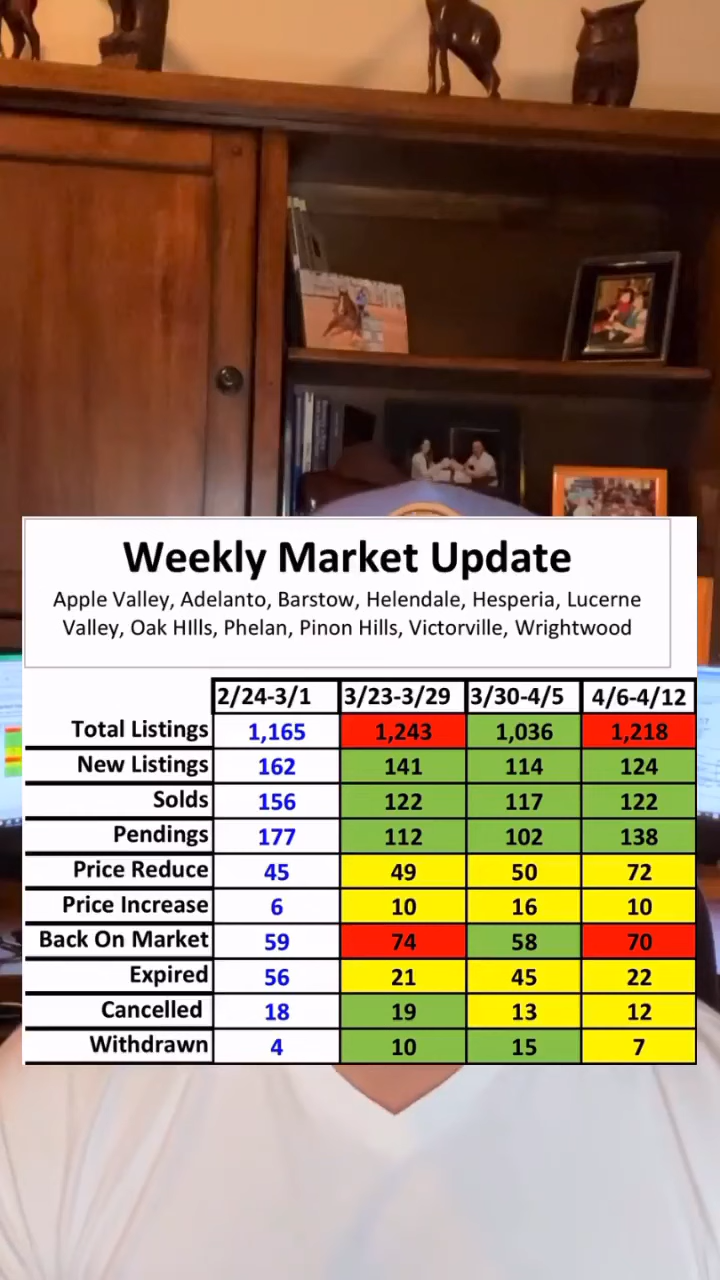 Weekly Market Update
Apple Valley, Adelanto, Barstow, Helendale, Hesperia, Lucerne
Valley, Oak HIlls, Phelan, Pinon Hills, Victorville, Wrightwood
2/24-3/1 3/23-3/29 3/30-4/5 4/6-4/12
Total Listings 1,165 1,243 1,036 1,218
New Listings 162 141 114 124
Solds 156 122 117 122
Pendings 177 112 102 138
Price Reduce 45 49 50 72
Price Increase 6 10 16 10
Back On Market 59 74 58 70
Expired 56 21 45 22
Cancelled 18 19 13 12
Withdrawn 4 10 15 7